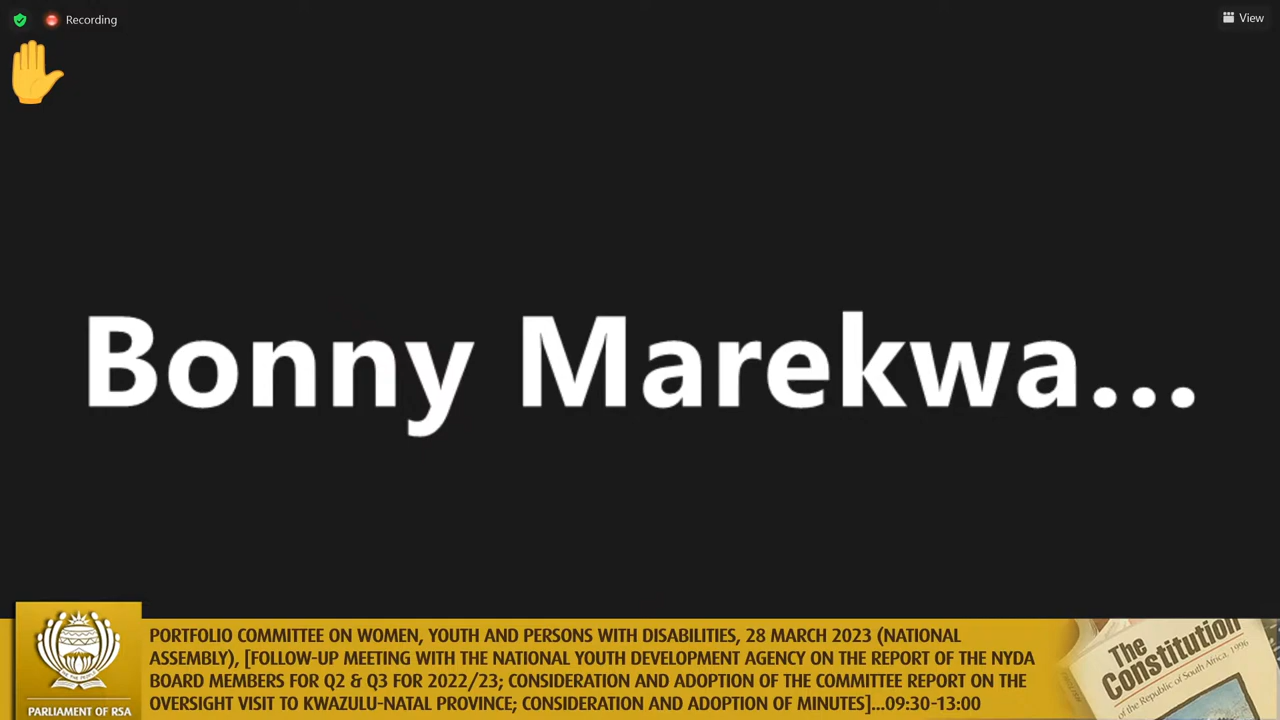 Recording
View
Bonny Marekwa...
PORTFOLIO COMMITTEE ON WOMEN, YOUTH AND PERSONS WITH DISABILITIES, 28 MARCH 2023 (NATIONAL
ASSEMBLY), [FOLLOW-UP MEETING WITH THE NATIONAL YOUTH DEVELOPMENT AGENCY ON THE REPORT OF THE NYDA
BOARD MEMBERS FOR Q2 & Q3 FOR 2022/23; CONSIDERATION AND ADOPTION OF THE COMMITTEE REPORT ON THE
OVERSIGHT VISIT TO KWAZULU-NATAL PROVINCE; CONSIDERATION AND ADOPTION OF MINUTES]...09:30-13:00
PARLIAMENT OF RSA
The
Constitution
of the Republic of South Africa, 1996